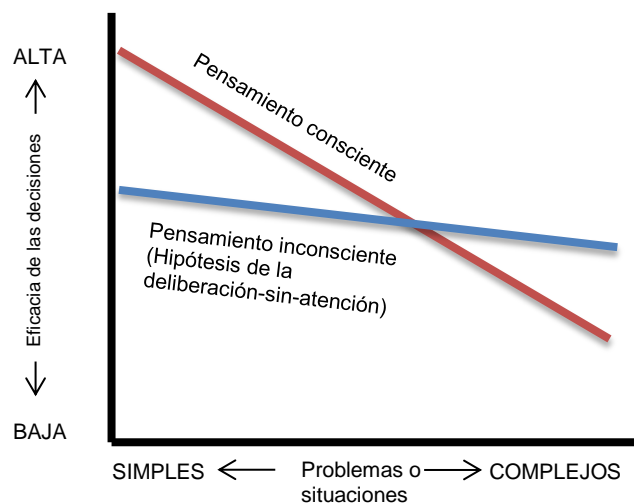 ALTA
Eficacia de las decisiones
BAJA
Pensamiento consciente
Pensamiento inconsciente
(Hipótesis de la
deliberación-sin-atención)
SIMPLES
Problemas o
situaciones
COMPLEJOS